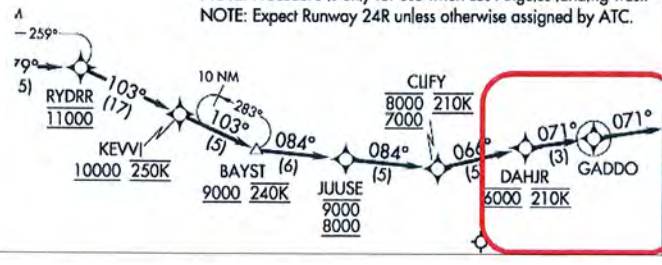 NOTE: Expect Runway 24R unless otherwise assigned by ATC.
259°
79°
5)
RYDRR
11000
103°
(17)
KEVVI
10000 250K
10 NM
283°
103°
(5)
BAYST
9000 240K
084°
(6)
JUUSE
9000
8000
084°
(5)
CLIFY
8000 210K
7000
066°
(5
DAHJR
6000 210K
071°
(3)
GADDO
071°